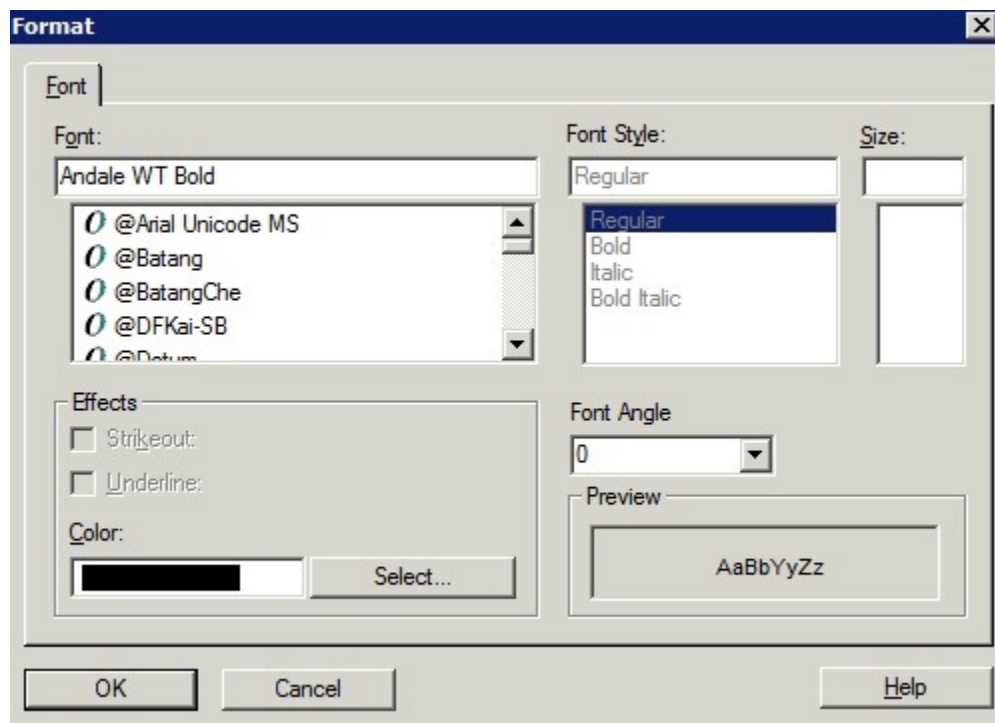 Format
Font
Font:
Andale WT Bold
@Arial Unicode MS
@Batang
@BatangChe
@DFKai-SB
Font Style:
Regular
Regular
Bold
Italic
Bold Italic
Size:
Effects
Strikeout:
Underline:
Color:
Select...
Font Angle
0
Preview
AaBbYyZz
OK
Cancel
Help